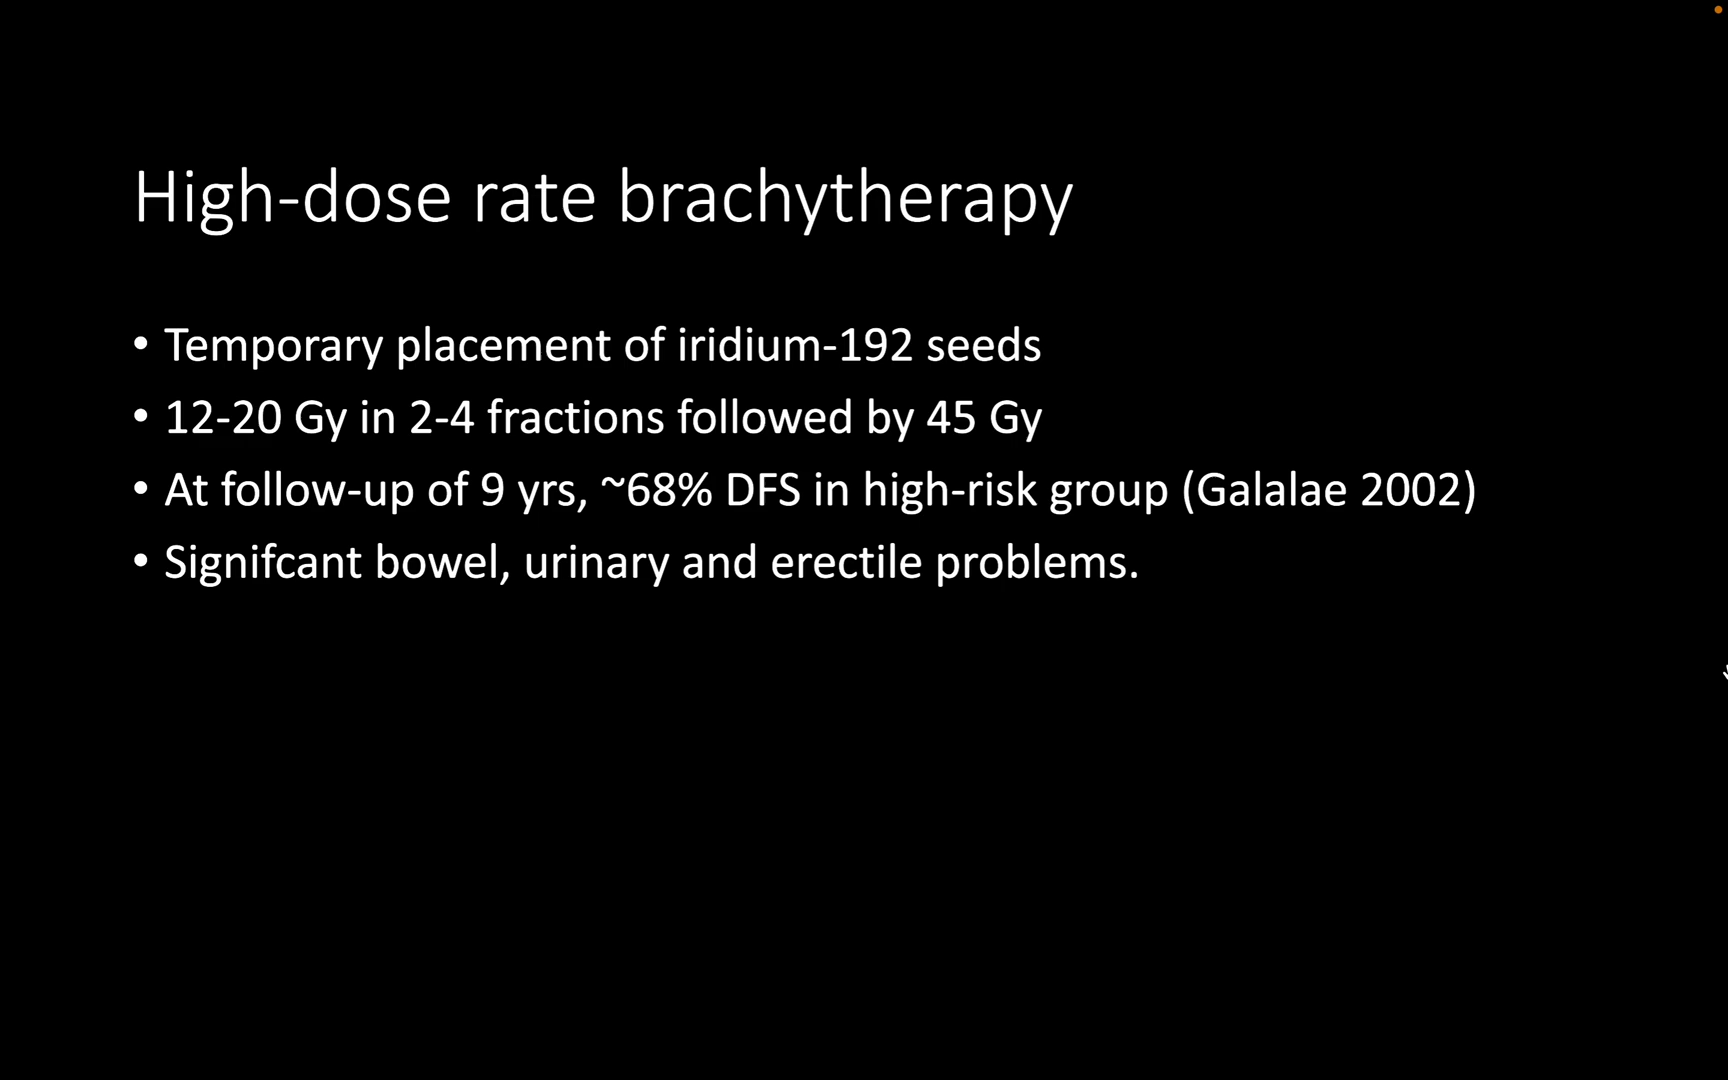 High-dose rate brachytherapy
• Temporary placement of iridium-192 seeds
• 12-20 Gy in 2-4 fractions followed by 45 Gy
• At follow-up of 9 yrs, ~68% DFS in high-risk group (Galalae 2002)
• Signifcant bowel, urinary and erectile problems.